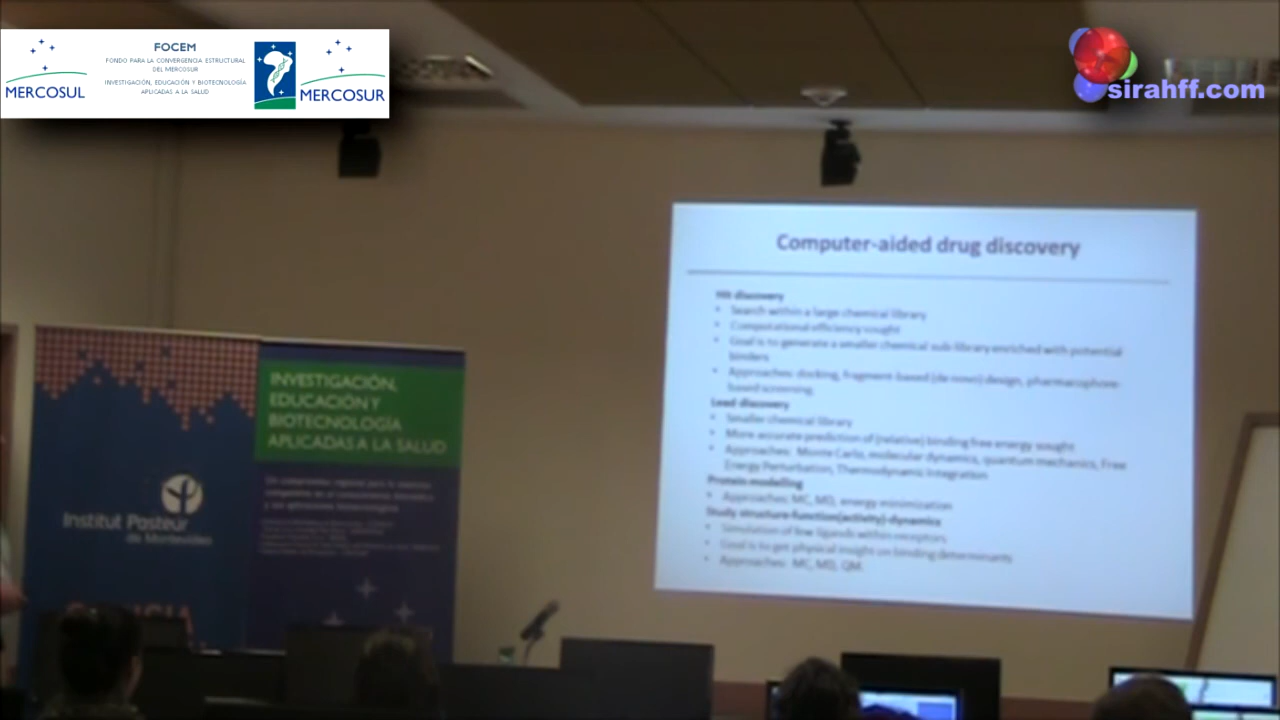 FOCEM
FONDO PARA LA CONVERGENCIA ESTRUCTURAL
DEL MERCOSUR
INVESTIGACIÓN, EDUCACIÓN Y BIOTECNOLOGÍA
APLICADAS A LA SALUD
MERCOSUL
MERCOSUR
sirahff.com
Computer-aided drug discovery
Hit discovery
• Search within a large chemical library
• Computational efficiency sought
• Goal is to generate a smaller chemical sub library enriched with potential
binders
• Approaches: docking, fragment-based (de novo) design, pharmacophore-
based screening
Lead discovery
• Smaller chemical library
• More accurate prediction of (relative) binding free energy sought
• Approaches: Monte Carlo, molecular dynamics, quantum mechanics, Free
Energy Perturbation, Thermodynamic Integration
Protein modelling
• Approaches: MC, MD, energy minimization
Study structure-function(activity)-dynamics
• Simulation of few ligands within receptors
• Goal is to get physical insight on binding determinants
• Approaches: MC, MD, QM
INVESTIGACIÓN,
EDUCACIÓN Y
BIOTECNOLOGÍA
APLICADAS A LA SALUD
Institut Pasteur
de Montevideo